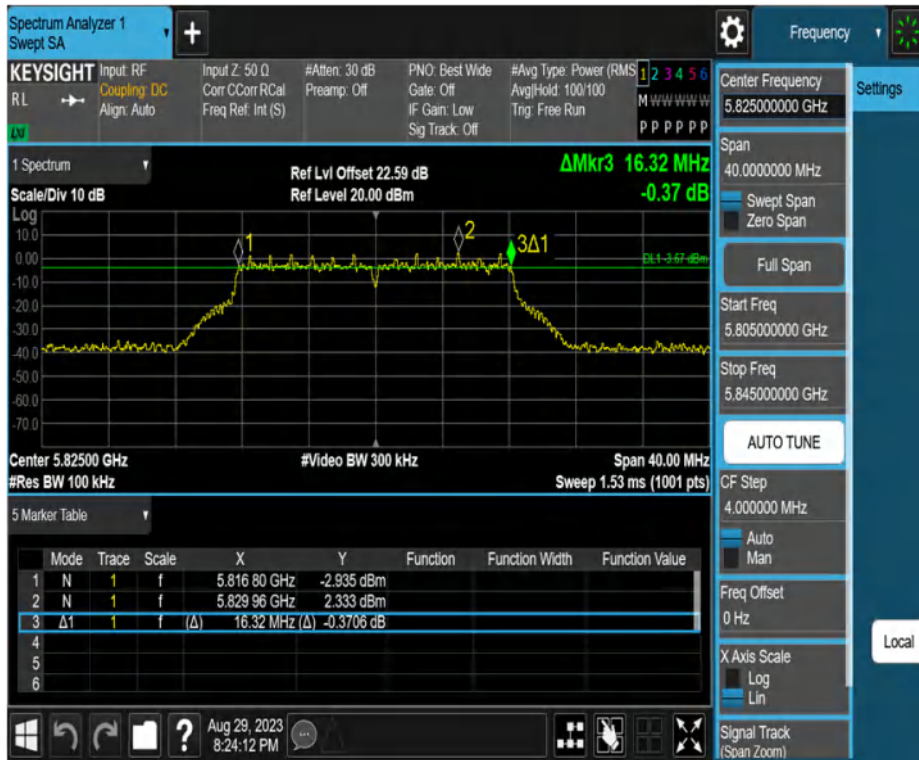 Spectrum Analyzer 1
Swept SA
+
Frequency
KEYSIGHT
RL
LXI
Input: RF
Coupling: DC
Align: Auto
Input Z: 50 Ω
Corr CCorr RCal
Freq Ref: Int (S)
#Atten: 30 dB
Preamp: Off
PNO: Best Wide
Gate: Off
IF Gain: Low
Sig Track: Off
#Avg Type: Power (RMS
Avg|Hold: 100/100
Trig: Free Run
1 2 3 4 5 6
M W W W W W
P P P P P P
1 Spectrum
Scale/Div 10 dB
Ref Lvl Offset 22.59 dB
Ref Level 20.00 dBm
ΔMkr3 16.32 MHz
-0.37 dB
Log
10.0
0.00
-10.0
-20.0
-30.0
-40.0
-50.0
-60.0
-70.0
1
2
3Δ1
DL1 -3.67 dBm
Center 5.82500 GHz
#Video BW 300 kHz
Span 40.00 MHz
#Res BW 100 kHz
Sweep 1.53 ms (1001 pts)
5 Marker Table
Mode Trace Scale X Y Function Function Width Function Value
1 N 1 f 5.816 80 GHz -2.935 dBm
2 N 1 f 5.829 96 GHz 2.333 dBm
3 Δ1 1 f (Δ) 16.32 MHz (Δ) -0.3706 dB
4
5
6
?
Aug 29, 2023
8:24:12 PM
Center Frequency
5.825000000 GHz
Span
40.0000000 MHz
Swept Span
Zero Span
Full Span
Start Freq
5.805000000 GHz
Stop Freq
5.845000000 GHz
AUTO TUNE
CF Step
4.000000 MHz
Auto
Man
Freq Offset
0 Hz
X Axis Scale
Log
Lin
Signal Track
(Span Zoom)
Settings
Local